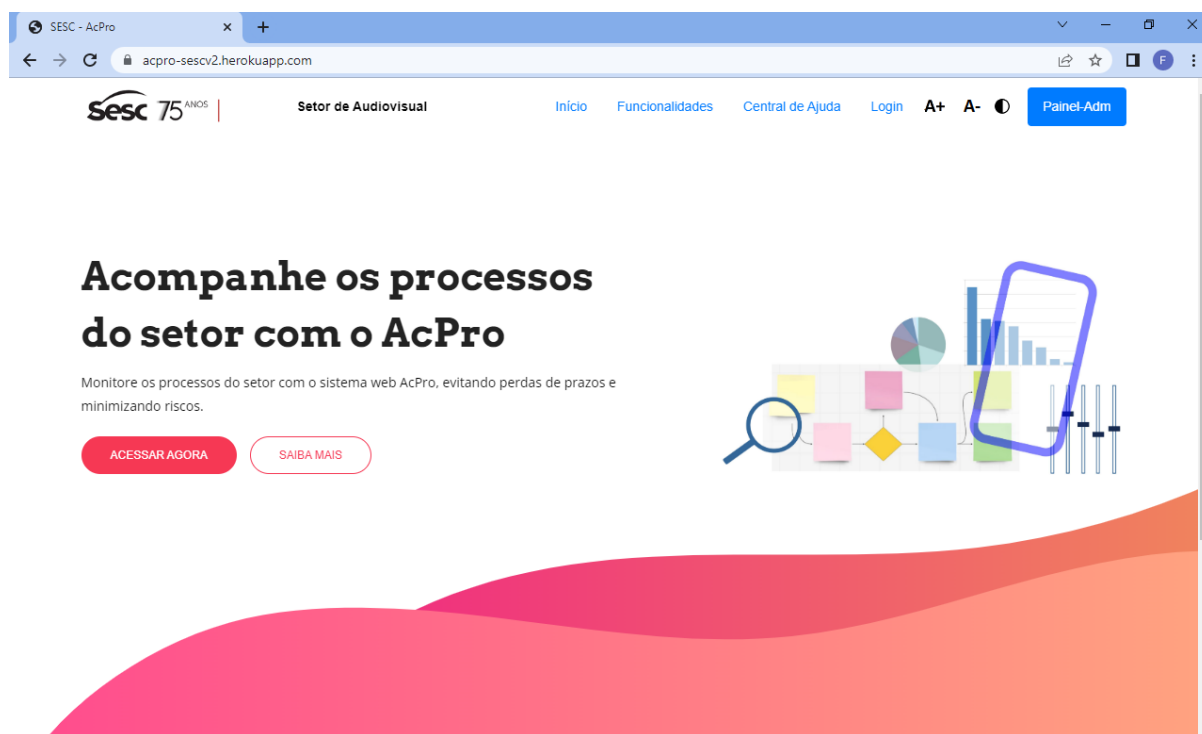 SESC - AcPro
acpro-sescv2.herokuapp.com
F
Sesc 75 ANOS
Setor de Audiovisual
Início
Funcionalidades
Central de Ajuda
Login
A+
A-
Painel-Adm
Acompanhe os processos
do setor com o AcPro
Monitore os processos do setor com o sistema web AcPro, evitando perdas de prazos e
minimizando riscos.
ACESSAR AGORA
SAIBA MAIS